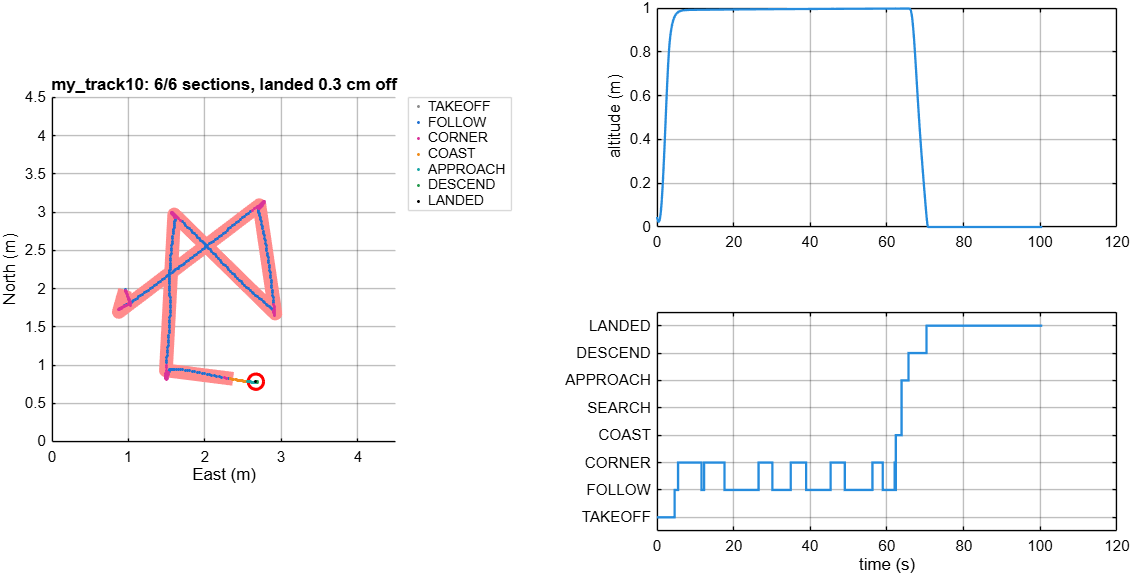 my_track10: 6/6 sections, landed 0.3 cm off
4.5
4
3.5
3
2.5
2
1.5
1
0.5
0
North (m)
0 1 2 3 4
East (m)
TAKEOFF
FOLLOW
CORNER
COAST
APPROACH
DESCEND
LANDED
1
0.8
0.6
0.4
0.2
0
altitude (m)
0 20 40 60 80 100 120
LANDED
DESCEND
APPROACH
SEARCH
COAST
CORNER
FOLLOW
TAKEOFF
0 20 40 60 80 100 120
time (s)